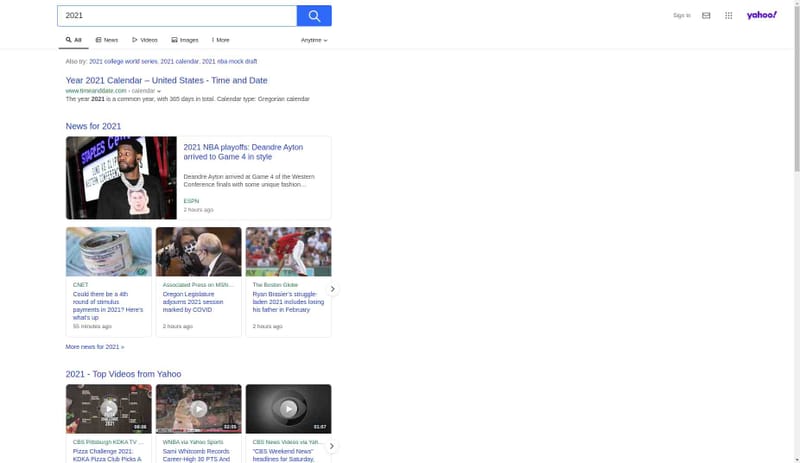 2021
Sign in
yahoo!
All
News
Videos
Images
More
Anytime
Also try: 2021 college world series, 2021 calendar, 2021 nba mock draft
Year 2021 Calendar – United States - Time and Date
www.timeanddate.com › calendar
The year 2021 is a common year, with 365 days in total. Calendar type: Gregorian calendar
News for 2021
STAPLES
2021 NBA playoffs: Deandre Ayton
arrived to Game 4 in style
Deandre Ayton arrived at Game 4 of the Western
Conference finals with some unique fashion…
ESPN
2 hours ago
CNET
Could there be a 4th
round of stimulus
payments in 2021? Here's
what's up
55 minutes ago
Associated Press on MSN…
Oregon Legislature
adjourns 2021 session
marked by COVID
2 hours ago
The Boston Globe
Ryan Brasier's struggle-
laden 2021 includes losing
his father in February
2 hours ago
More news for 2021 »
2021 - Top Videos from Yahoo
02:05
01:07
CBS Pittsburgh KDKA TV …
Pizza Challenge 2021:
KDKA Pizza Club Picks A
WNBA via Yahoo Sports
Sami Whitcomb Records
Career-High 30 PTS And
CBS News Videos via Yah…
"CBS Weekend News"
headlines for Saturday,